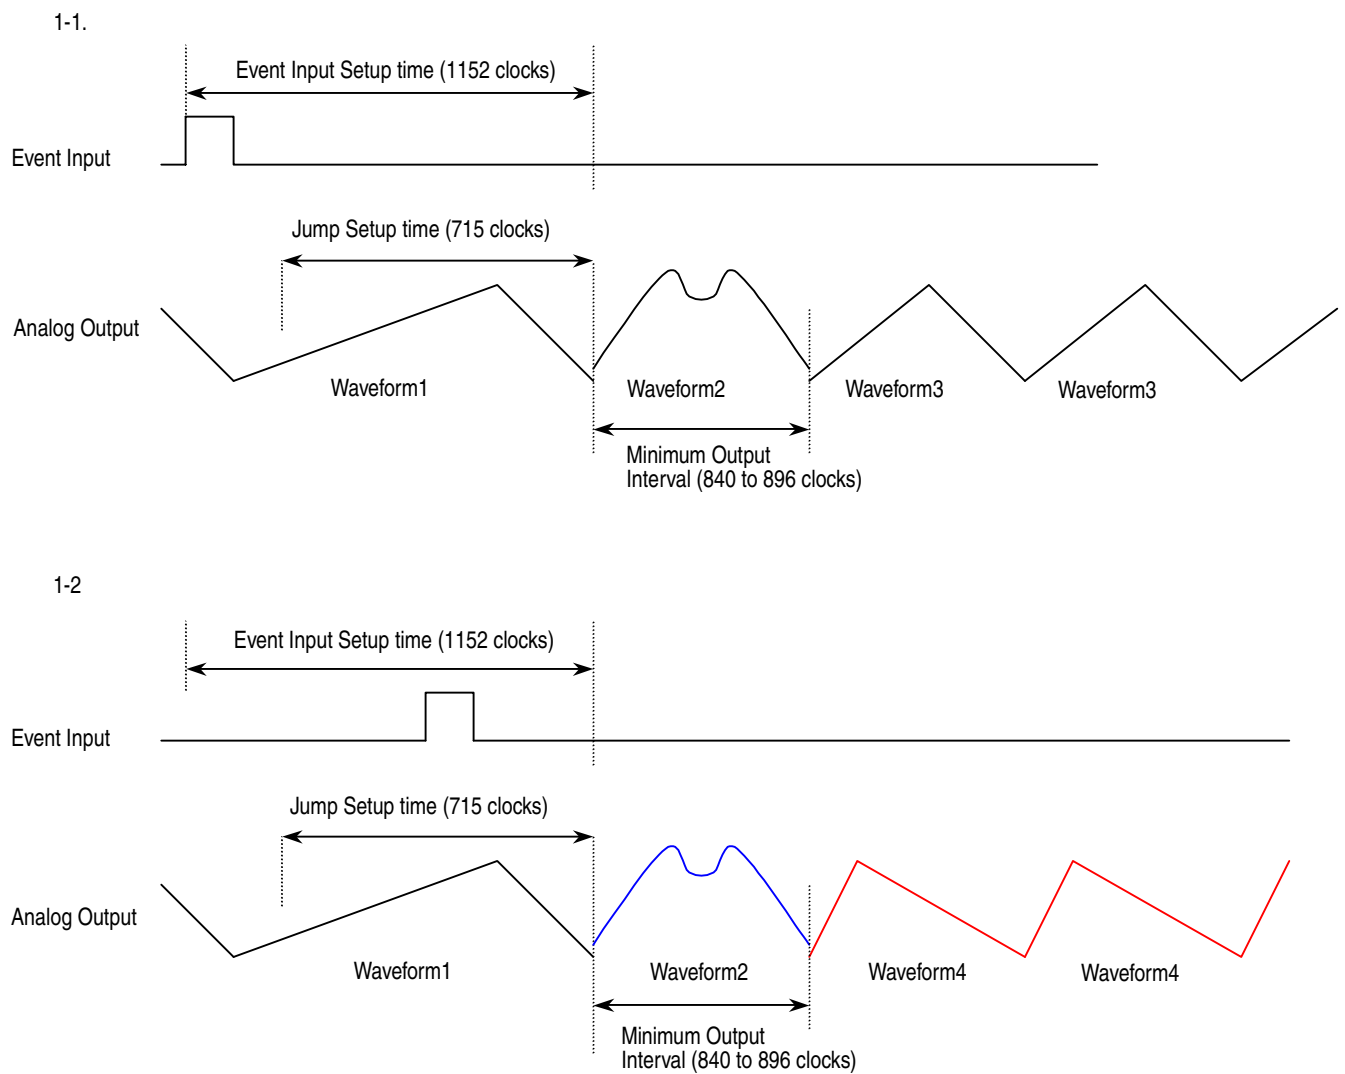 1-1.
Event Input Setup time (1152 clocks)
Event Input
Jump Setup time (715 clocks)
Analog Output
Waveform1
Waveform2
Waveform3
Waveform3
Minimum Output
Interval (840 to 896 clocks)
1-2
Event Input Setup time (1152 clocks)
Event Input
Jump Setup time (715 clocks)
Analog Output
Waveform1
Waveform2
Waveform4
Waveform4
Minimum Output
Interval (840 to 896 clocks)